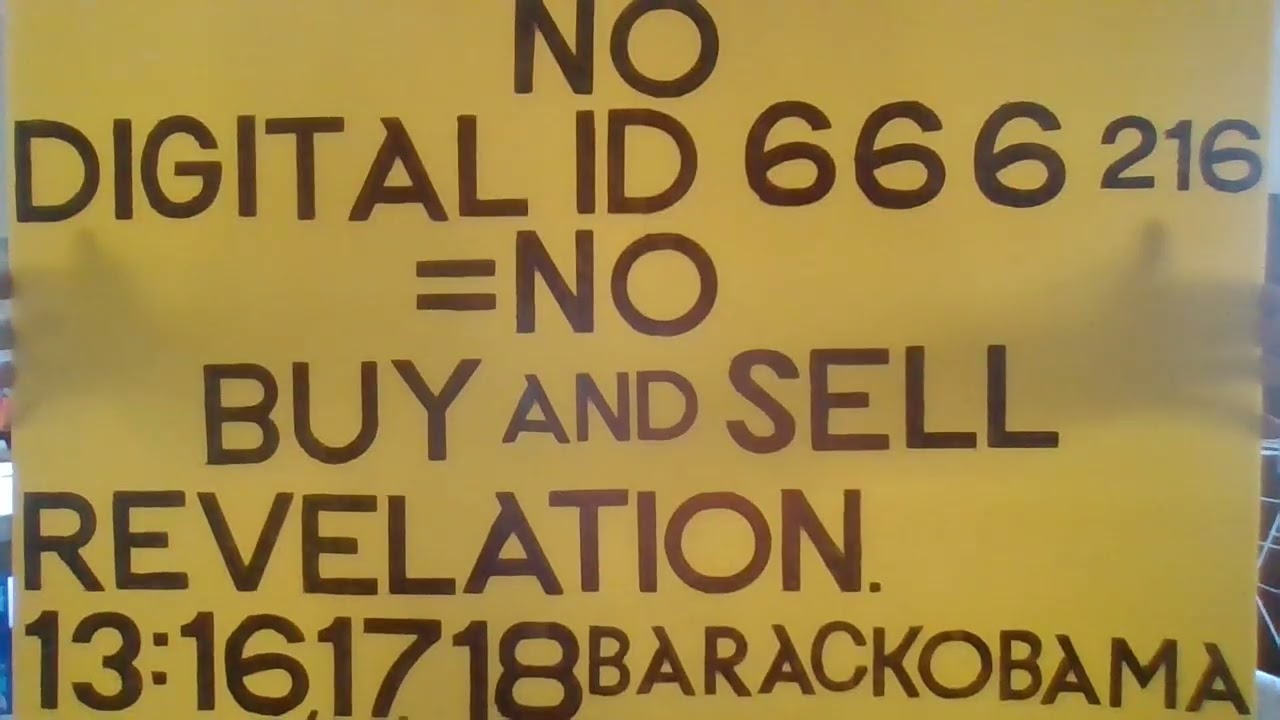 NO
DIGITAL ID 666 216
=NO
BUY AND SELL
REVELATION.
13:16,17 18 BARACKOBAMA